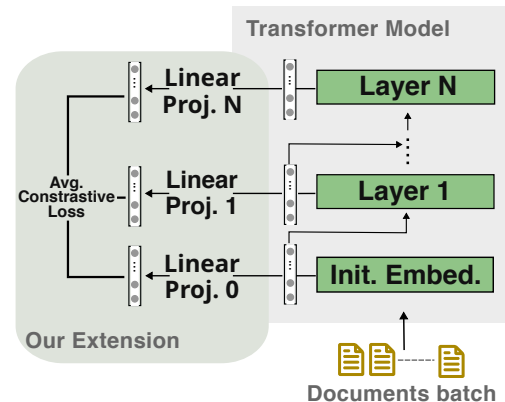 Transformer Model
Linear
Proj. N
Layer N
Avg.
Constrastive
Loss
Linear
Proj. 1
Layer 1
Linear
Proj. 0
Init. Embed.
Our Extension
Documents batch